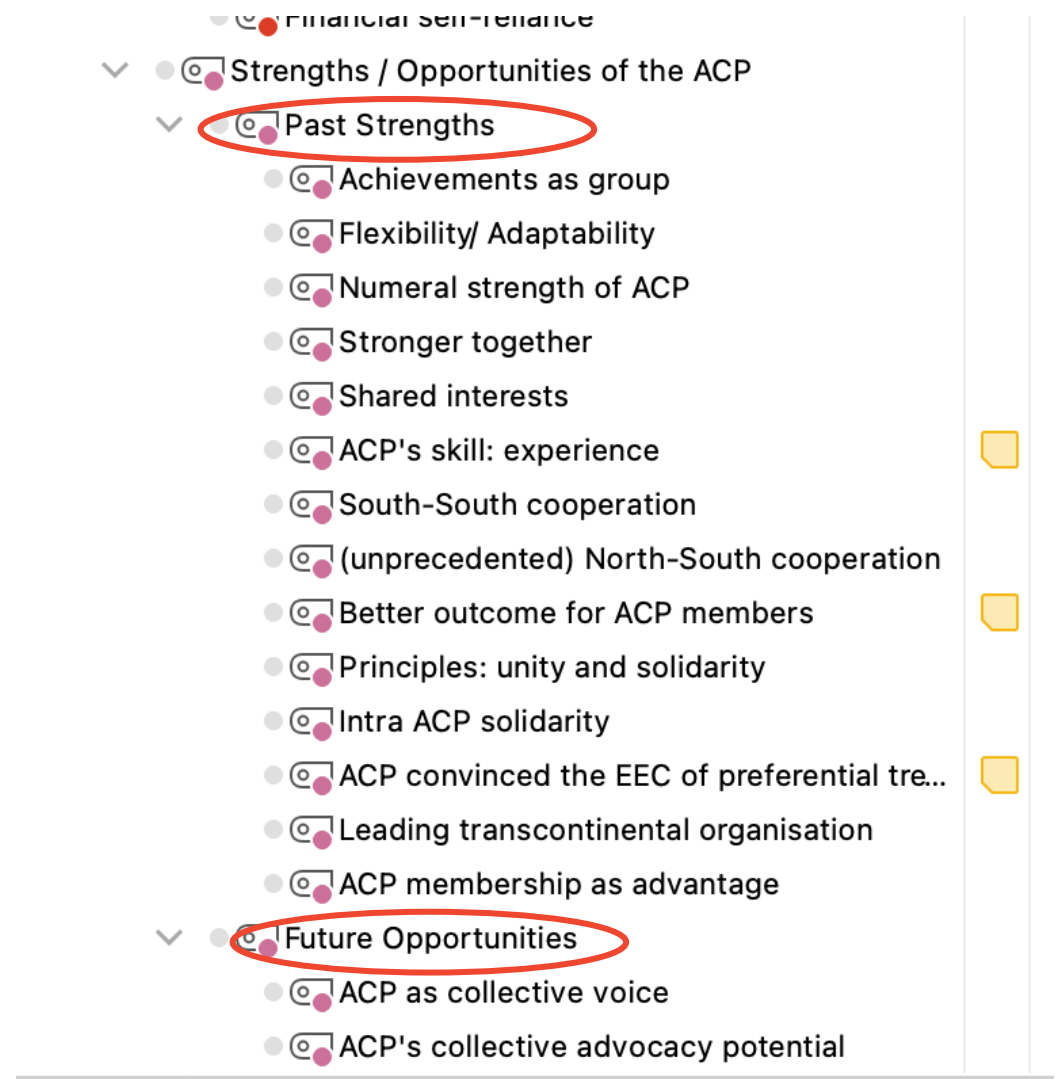 Financial self-reliance
Strengths / Opportunities of the ACP
Past Strengths
Achievements as group
Flexibility/ Adaptability
Numeral strength of ACP
Stronger together
Shared interests
ACP's skill: experience
South-South cooperation
(unprecedented) North-South cooperation
Better outcome for ACP members
Principles: unity and solidarity
Intra ACP solidarity
ACP convinced the EEC of preferential tre...
Leading transcontinental organisation
ACP membership as advantage
Future Opportunities
ACP as collective voice
ACP's collective advocacy potential